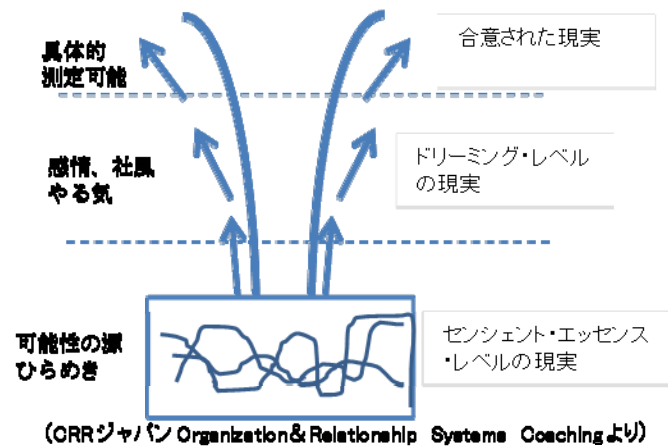 具体的
測定可能
合意された現実
感情、社風
やる気
ドリーミング・レベル
の現実
可能性の源
ひらめき
センシェント・エッセンス
・レベルの現実
（CRRジャパン Organization＆Relationship Systems Coachingより）